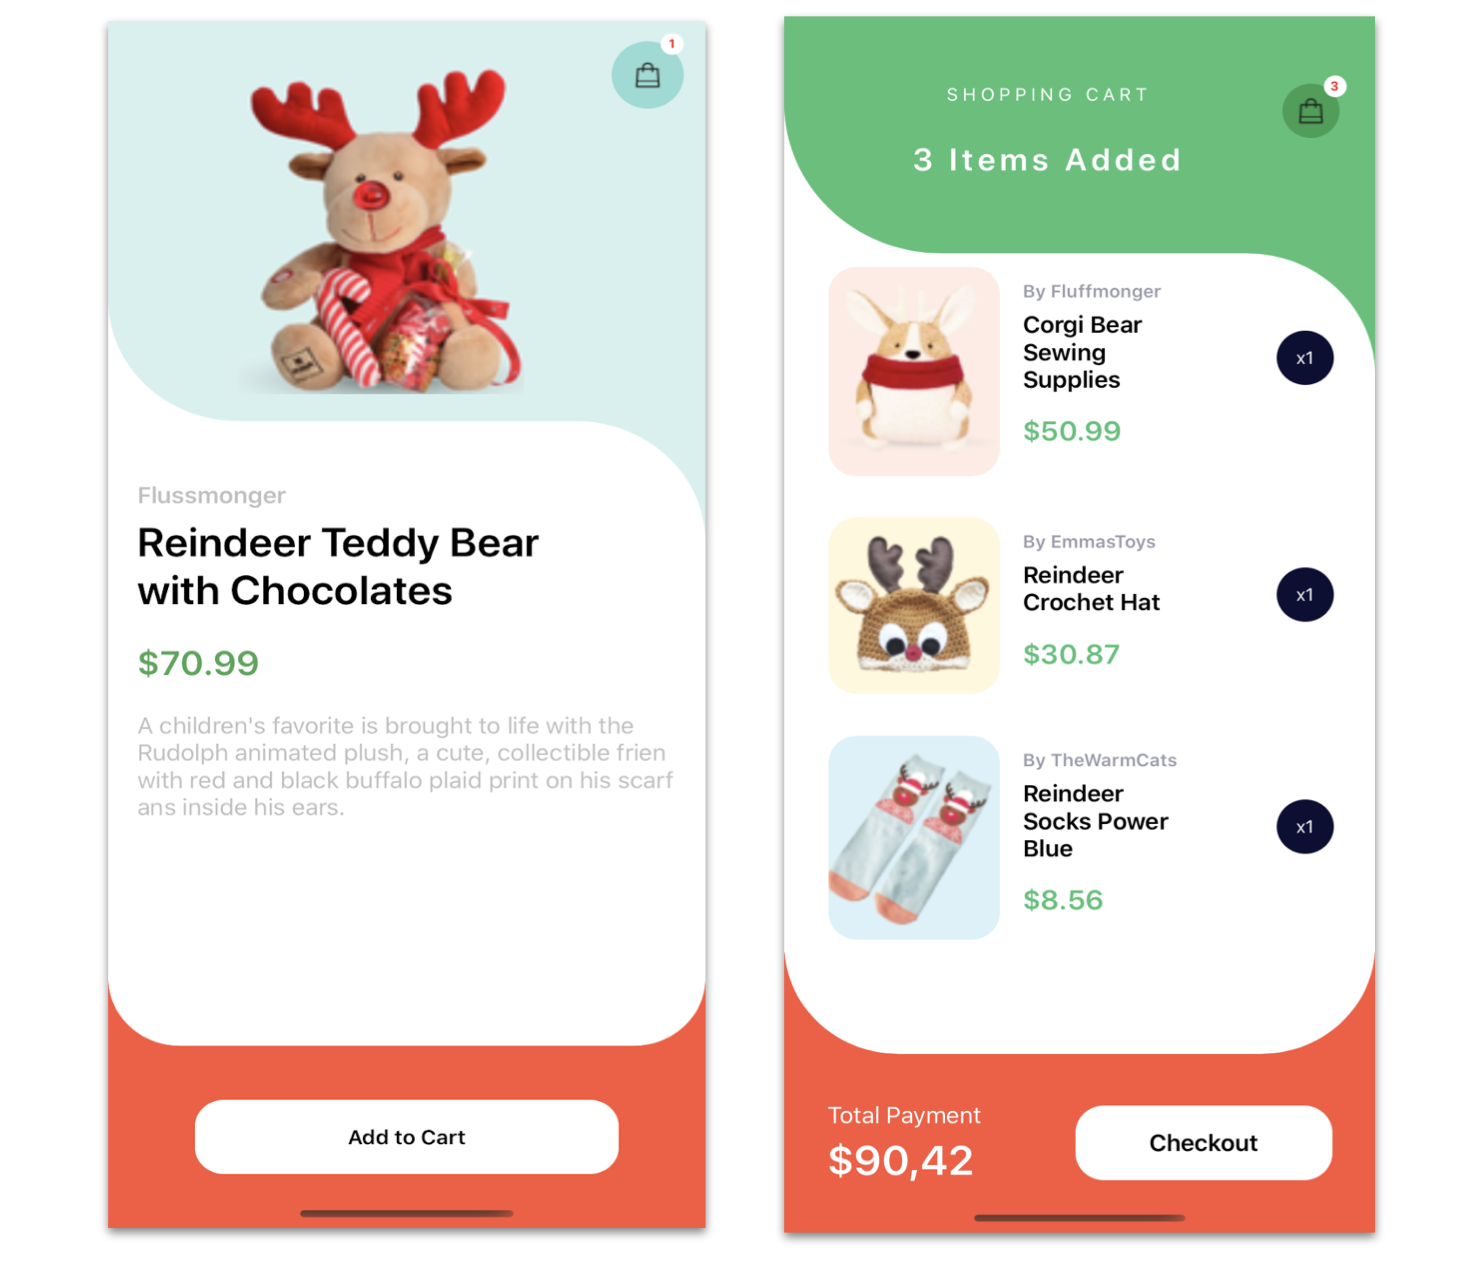 1
Flussmonger
Reindeer Teddy Bear
with Chocolates
$70.99
A children's favorite is brought to life with the
Rudolph animated plush, a cute, collectible frien
with red and black buffalo plaid print on his scarf
ans inside his ears.
Add to Cart
SHOPPING CART
3
3 Items Added
By Fluffmonger
Corgi Bear
Sewing
Supplies
x1
$50.99
By EmmasToys
Reindeer
Crochet Hat
x1
$30.87
By TheWarmCats
Reindeer
Socks Power
Blue
x1
$8.56
Total Payment
$90,42
Checkout